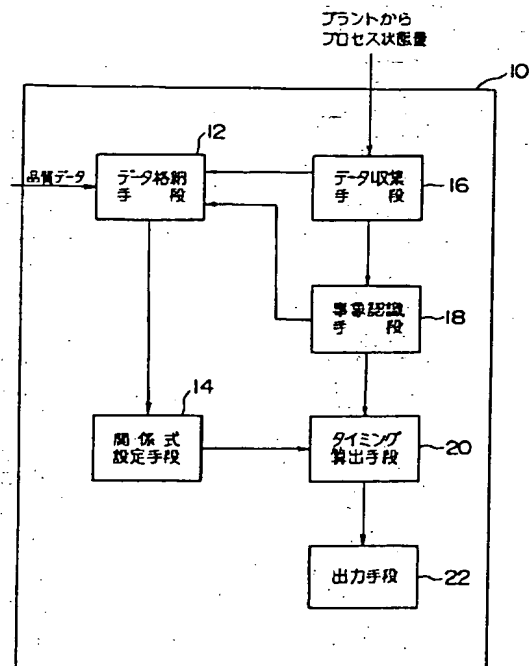 プラントから
プロセス状態量
10
12
品質データ
データ格納
手段
データ収集
手段
16
事象認識
手段
18
14
関係式
設定手段
タイミング
算出手段
20
出力手段
22